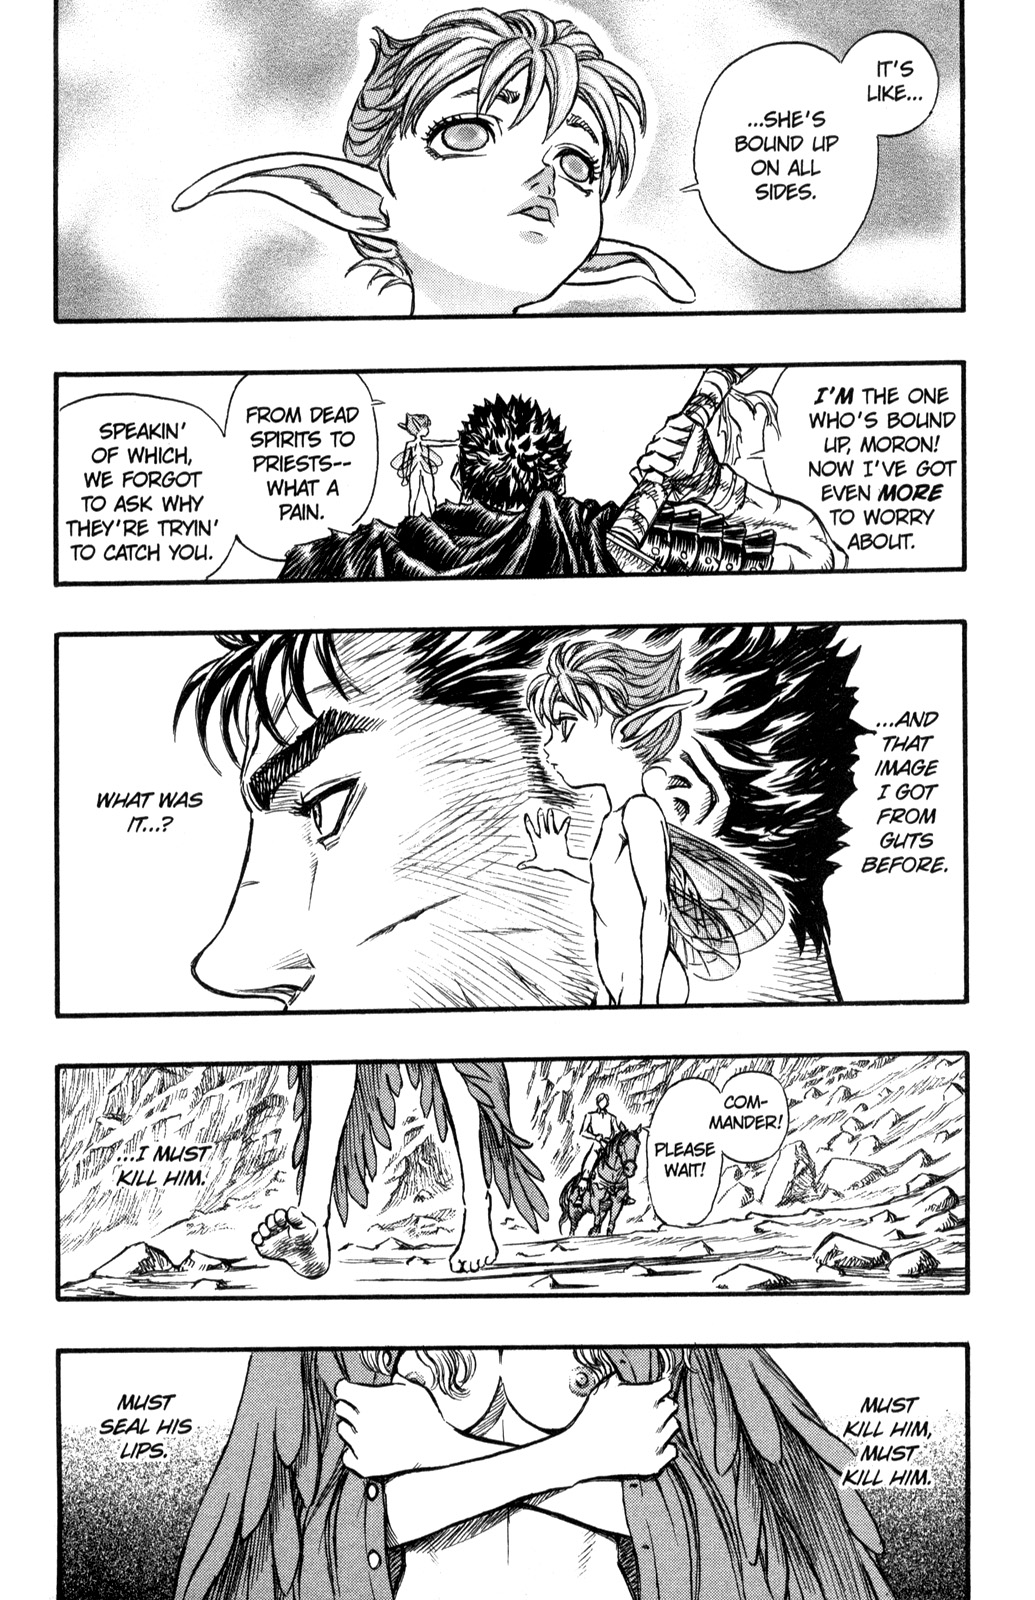 IT'S
LIKE...
...SHE'S
BOUND UP
ON ALL
SIDES.
I'M THE ONE
WHO'S BOUND
UP, MORON!
NOW I'VE GOT
EVEN MORE
TO WORRY
ABOUT.
FROM DEAD
SPIRITS TO
PRIESTS--
WHAT A
PAIN.
SPEAKIN'
OF WHICH,
WE FORGOT
TO ASK WHY
THEY'RE TRYIN'
TO CATCH YOU.
...AND
THAT
IMAGE
I GOT
FROM
GUTS
BEFORE.
WHAT WAS
IT...?
COM-
MANDER!
PLEASE
WAIT!
...I MUST
KILL HIM.
MUST
KILL HIM,
MUST
KILL HIM.
MUST
SEAL HIS
LIPS.